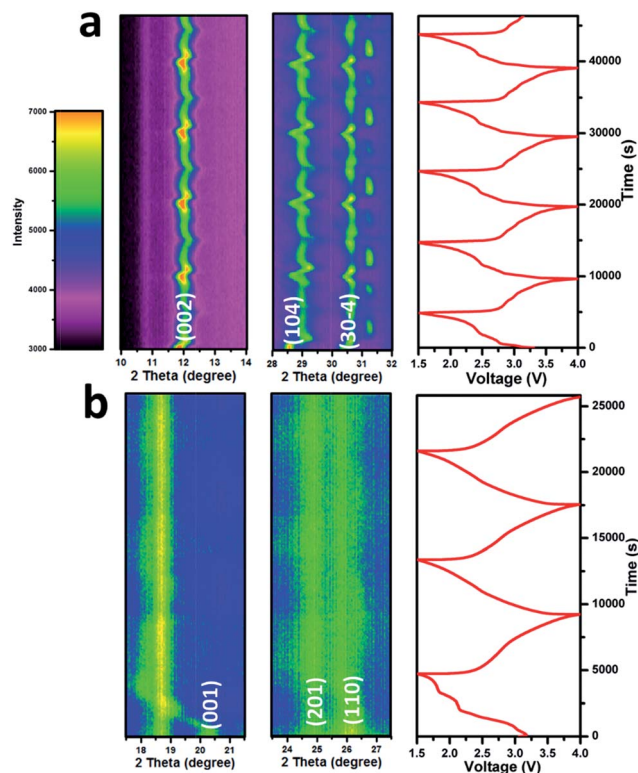 a
7000
6000
5000
4000
3000
Intensity
(002)
10 11 12 13 14
2 Theta (degree)
(104)
(30-4)
28 29 30 31 32
2 Theta (degree)
40000
30000
20000
10000
0
Time (s)
1.5 2.0 2.5 3.0 3.5 4.0
Voltage (V)
b
(001)
18 19 20 21
2 Theta (degree)
(201)
(110)
24 25 26 27
2 Theta (degree)
25000
20000
15000
10000
5000
0
Time (s)
1.5 2.0 2.5 3.0 3.5 4.0
Voltage (V)